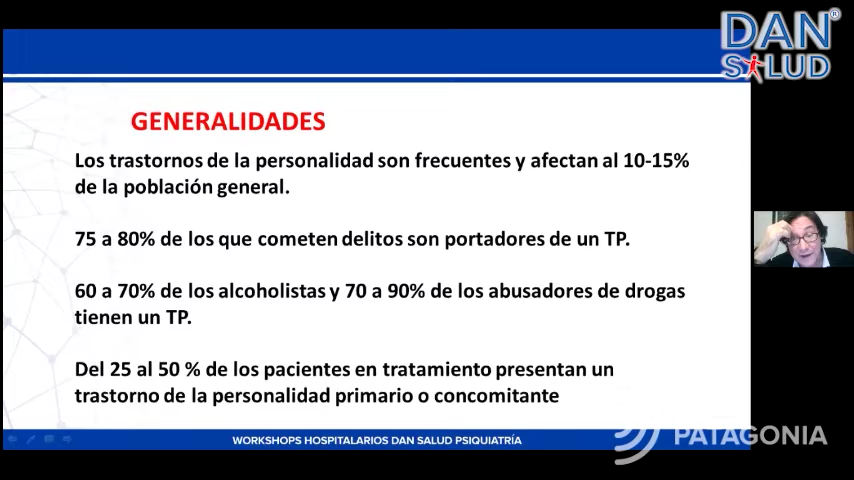 DAN®
SALUD
GENERALIDADES
Los trastornos de la personalidad son frecuentes y afectan al 10-15%
de la población general.
75 a 80% de los que cometen delitos son portadores de un TP.
60 a 70% de los alcoholistas y 70 a 90% de los abusadores de drogas
tienen un TP.
Del 25 al 50 % de los pacientes en tratamiento presentan un
trastorno de la personalidad primario o concomitante
WORKSHOPS HOSPITALARIOS DAN SALUD PSIQUIATRÍA
PATAGONIA